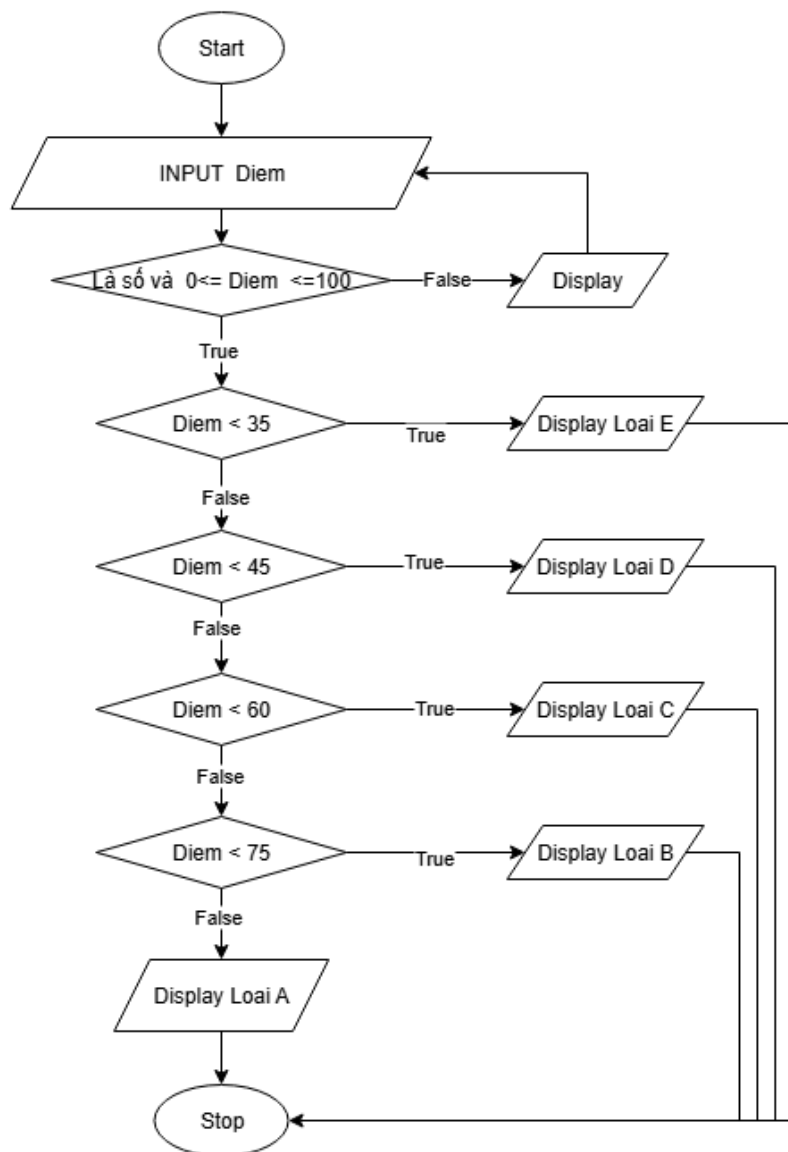 Start
INPUT Diem
Là số và 0<= Diem <=100
False
Display
True
Diem < 35
True
Display Loai E
False
Diem < 45
True
Display Loai D
False
Diem < 60
True
Display Loai C
False
Diem < 75
True
Display Loai B
False
Display Loai A
Stop